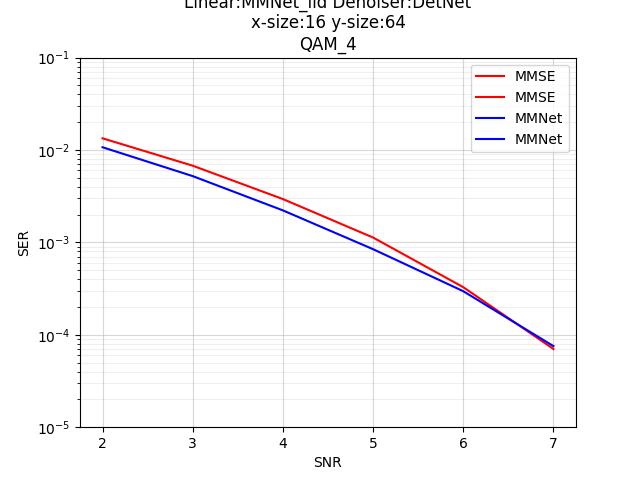 Linear:MMNet_iid Denoiser:DetNet
x-size:16 y-size:64
QAM_4
10^-1
10^-2
10^-3
10^-4
10^-5
SER
MMSE
MMSE
MMNet
MMNet
2 3 4 5 6 7
SNR